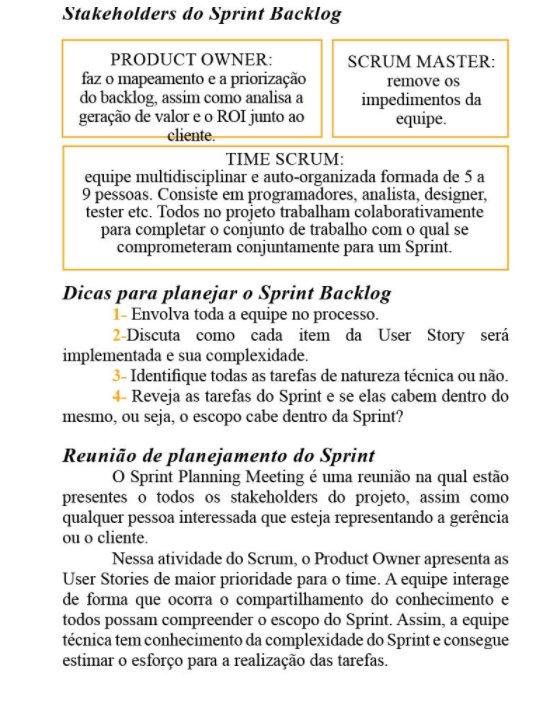 Stakeholders do Sprint Backlog
PRODUCT OWNER:
faz o mapeamento e a priorização
do backlog, assim como analisa a
geração de valor e o ROI junto ao
cliente.
SCRUM MASTER:
remove os
impedimentos da
equipe.
TIME SCRUM:
equipe multidisciplinar e auto-organizada formada de 5 a
9 pessoas. Consiste em programadores, analista, designer,
tester etc. Todos no projeto trabalham colaborativamente
para completar o conjunto de trabalho com o qual se
comprometeram conjuntamente para um Sprint.
Dicas para planejar o Sprint Backlog
1- Envolva toda a equipe no processo.
2-Discuta como cada item da User Story será
implementada e sua complexidade.
3- Identifique todas as tarefas de natureza técnica ou não.
4- Reveja as tarefas do Sprint e se elas cabem dentro do
mesmo, ou seja, o escopo cabe dentro da Sprint?
Reunião de planejamento do Sprint
O Sprint Planning Meeting é uma reunião na qual estão
presentes o todos os stakeholders do projeto, assim como
qualquer pessoa interessada que esteja representando a gerência
ou o cliente.
Nessa atividade do Scrum, o Product Owner apresenta as
User Stories de maior prioridade para o time. A equipe interage
de forma que ocorra o compartilhamento do conhecimento e
todos possam compreender o escopo do Sprint. Assim, a equipe
técnica tem conhecimento da complexidade do Sprint e consegue
estimar o esforço para a realização das tarefas.